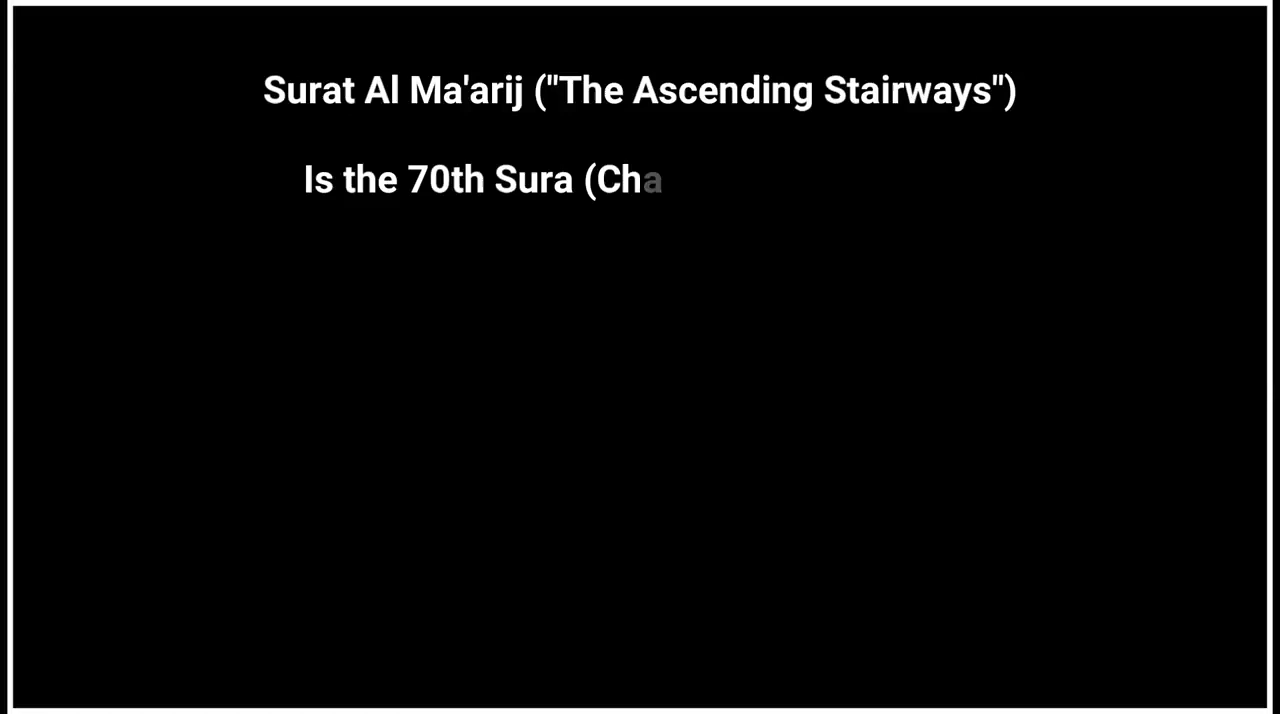 Surat Al Ma'arij ("The Ascending Stairways")
Is the 70th Sura (Cha